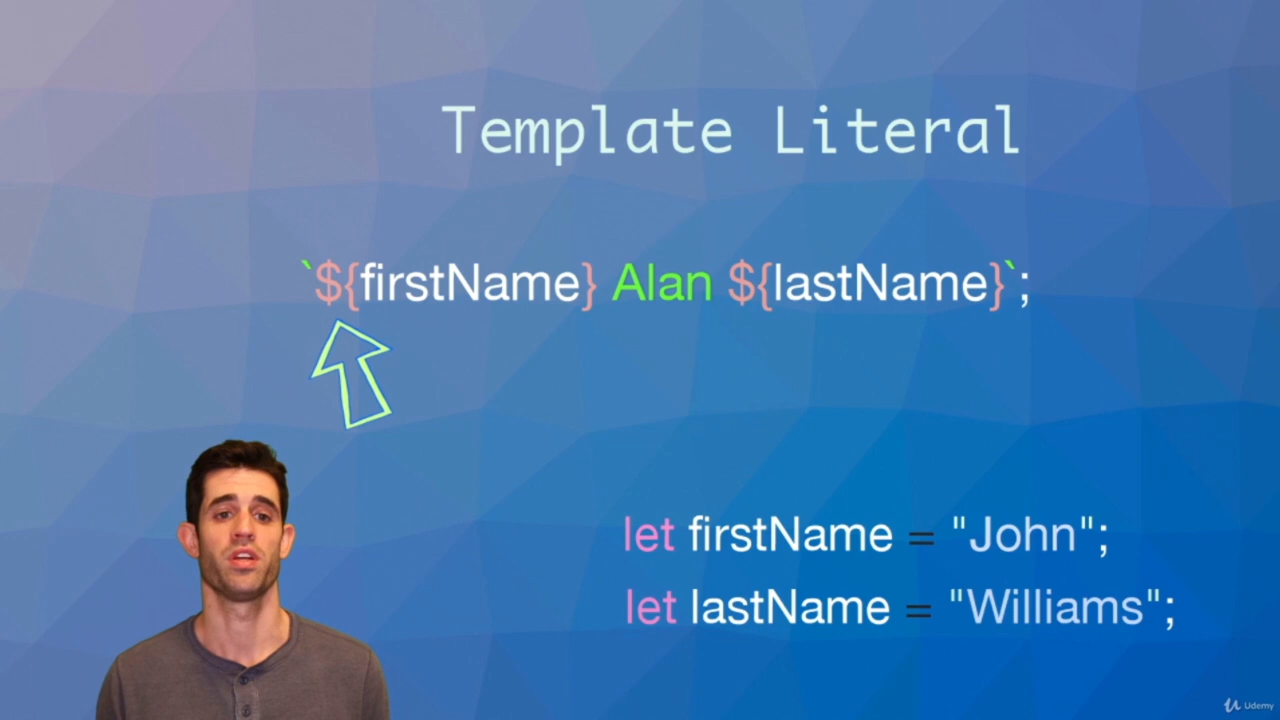 Template Literal
`${firstName} Alan ${lastName}`;
let firstName = "John";
let lastName = "Williams";
Udemy